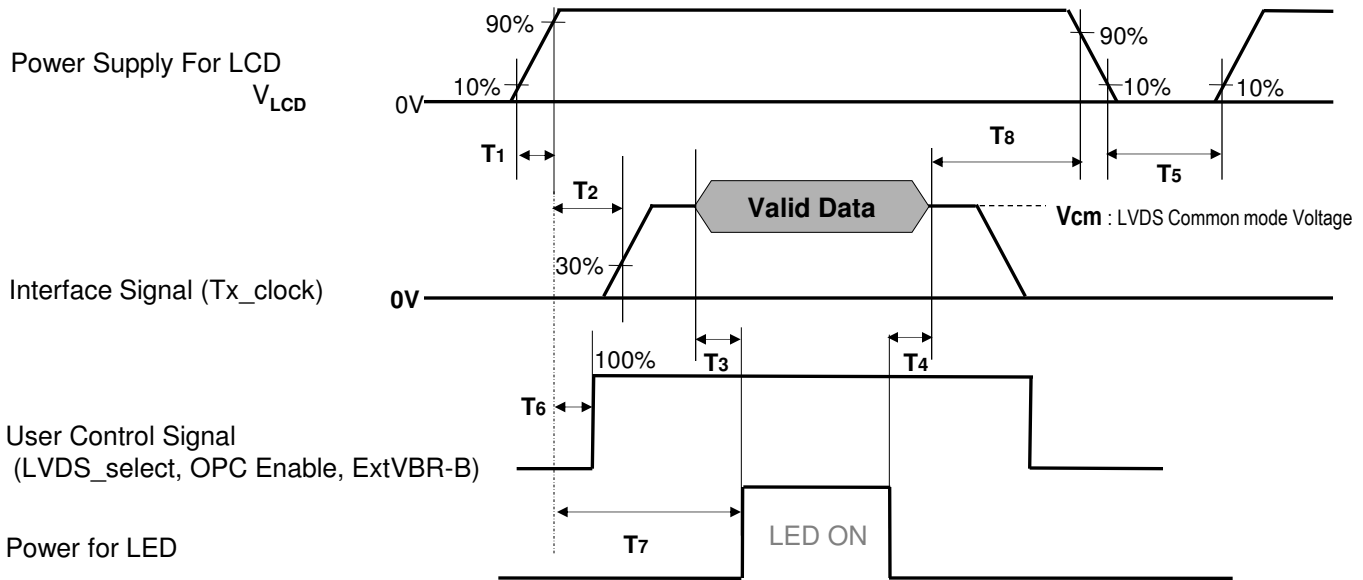 90%
90%
Power Supply For LCD
10%
10%
10%
VLCD
0V
T1
T8
T5
T2
Valid Data
Vcm : LVDS Common mode Voltage
30%
Interface Signal (Tx_clock)
0V
100%
T3
T4
T6
User Control Signal
(LVDS_select, OPC Enable, ExtVBR-B)
T7
LED ON
Power for LED